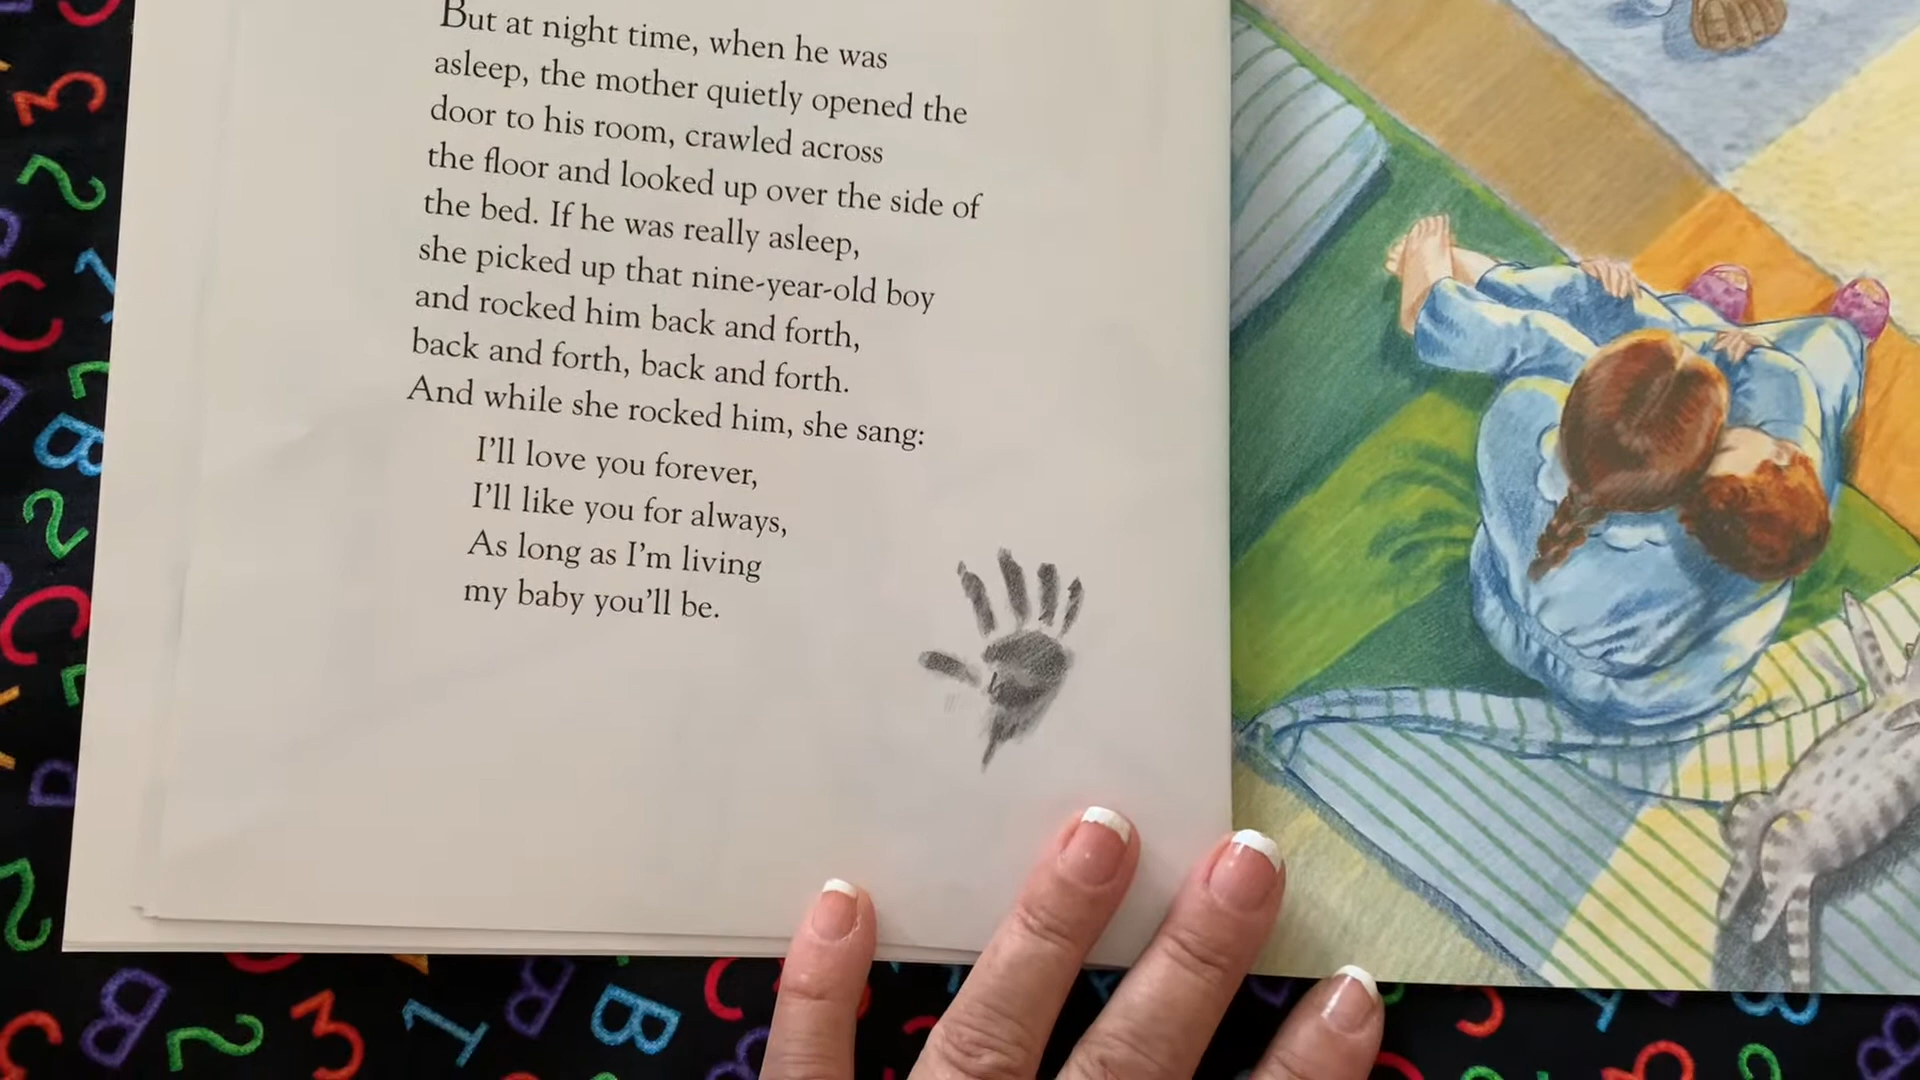 But at night time, when he was
asleep, the mother quietly opened the
door to his room, crawled across
the floor and looked up over the side of
the bed. If he was really asleep,
she picked up that nine-year-old boy
and rocked him back and forth,
back and forth, back and forth.
And while she rocked him, she sang:
I'll love you forever,
I'll like you for always,
As long as I'm living
my baby you'll be.